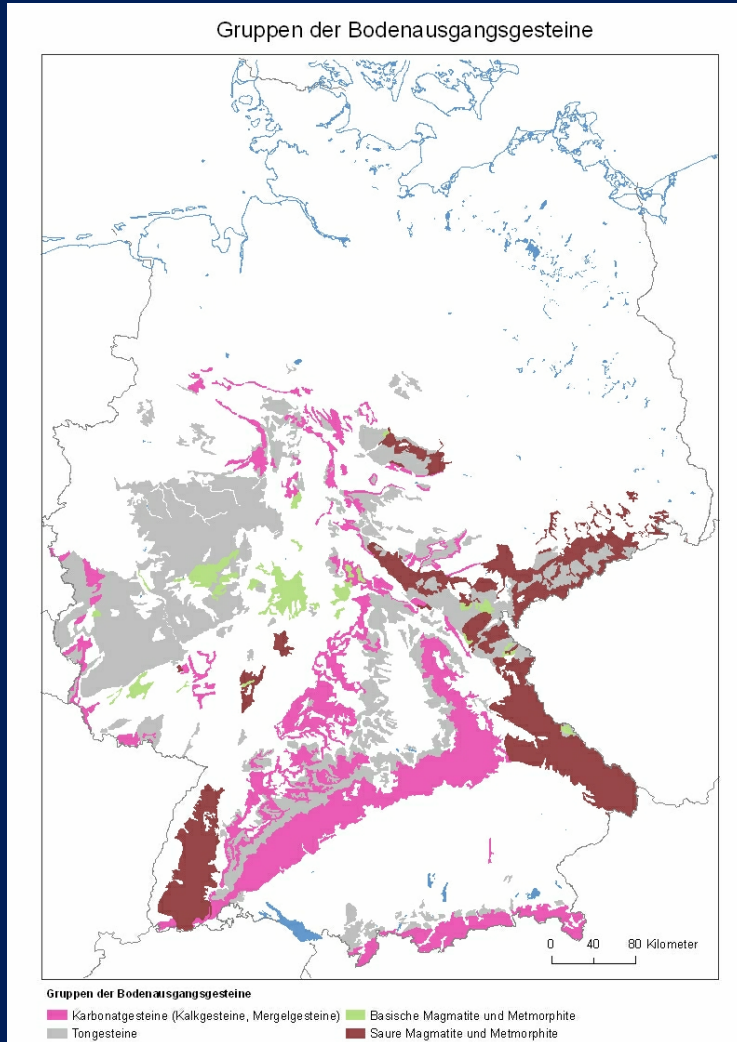 Gruppen der Bodenausgangsgesteine
0 40 80 Kilometer
Gruppen der Bodenausgangsgesteine
Karbonatgesteine (Kalkgesteine, Mergelgesteine)
Basische Magmatite und Metmorphite
Tongesteine
Saure Magmatite und Metmorphite